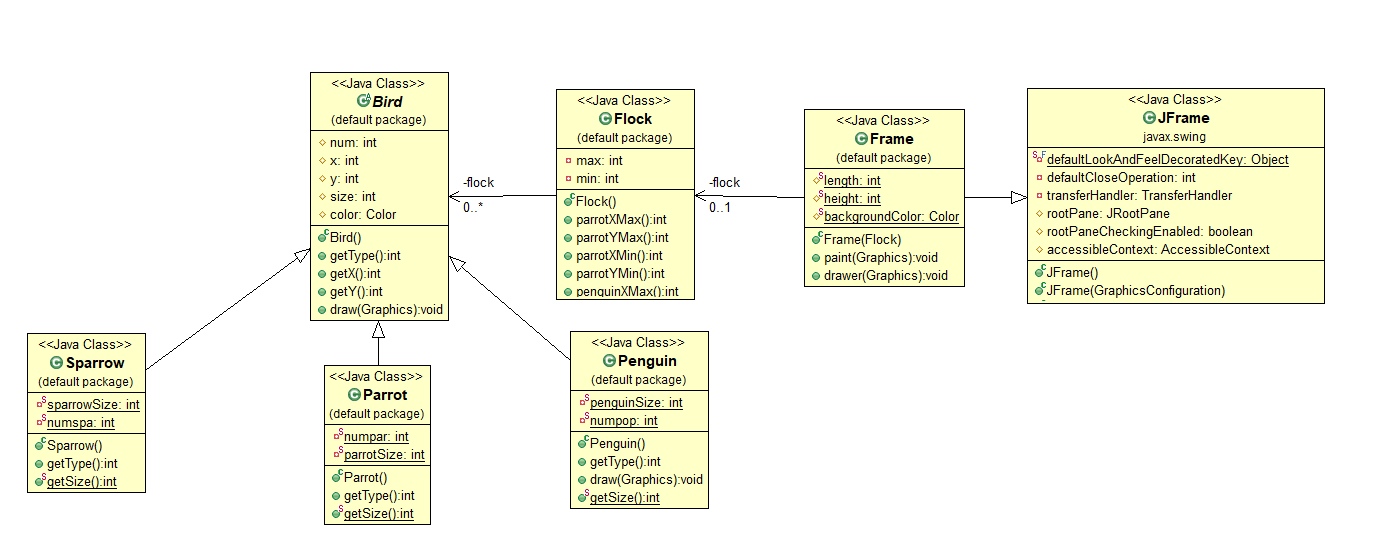 <<Java Class>>
Bird
(default package)
num: int
x: int
y: int
size: int
color: Color
Bird()
getType():int
getX():int
getY():int
draw(Graphics):void
-flock
0..*
<<Java Class>>
Flock
(default package)
max: int
min: int
Flock()
parrotXMax():int
parrotYMax():int
parrotXMin():int
parrotYMin():int
penguinXMax():int
-flock
0..1
<<Java Class>>
Frame
(default package)
length: int
height: int
backgroundColor: Color
Frame(Flock)
paint(Graphics):void
drawer(Graphics):void
<<Java Class>>
JFrame
javax.swing
defaultLookAndFeelDecoratedKey: Object
defaultCloseOperation: int
transferHandler: TransferHandler
rootPane: JRootPane
rootPaneCheckingEnabled: boolean
accessibleContext: AccessibleContext
JFrame()
JFrame(GraphicsConfiguration)
<<Java Class>>
Sparrow
(default package)
sparrowSize: int
numspa: int
Sparrow()
getType():int
getSize():int
<<Java Class>>
Parrot
(default package)
numpar: int
parrotSize: int
Parrot()
getType():int
getSize():int
<<Java Class>>
Penguin
(default package)
penguinSize: int
numpop: int
Penguin()
getType():int
draw(Graphics):void
getSize():int